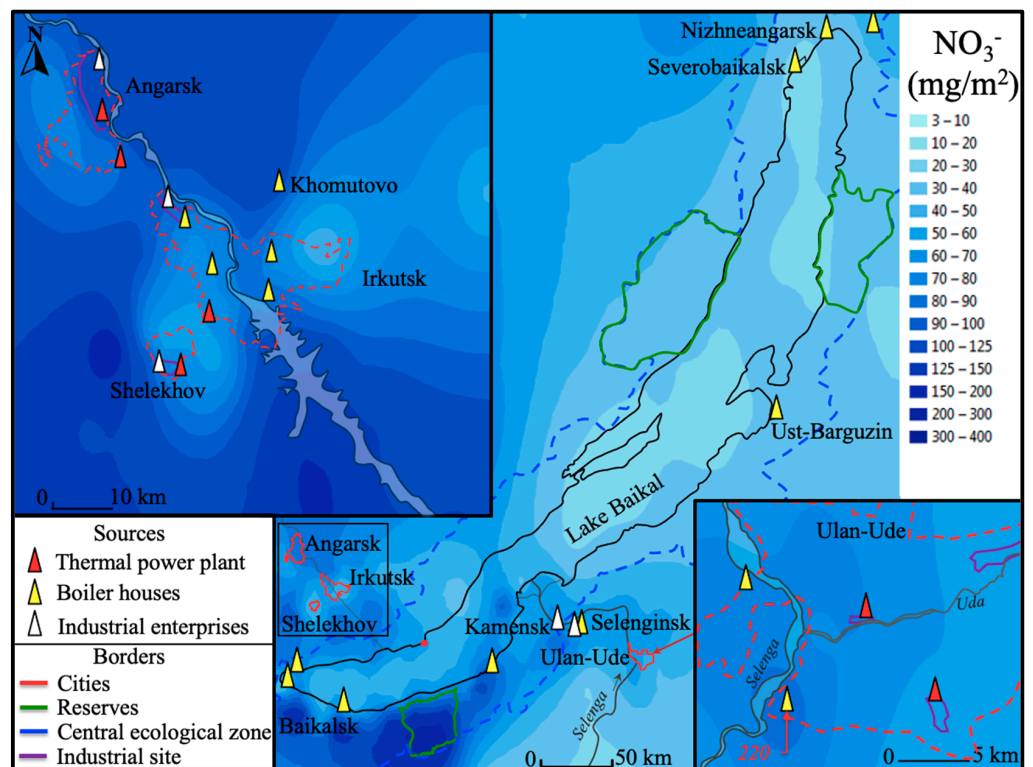 N
Angarsk
Khomutovo
Irkutsk
Shelekhov
0 10 km
Nizhneangarsk
Severobaikalsk
Ust-Barguzin
Lake Baikal
NO₃⁻
(mg/m²)
3 – 10
10 – 20
20 – 30
30 – 40
40 – 50
50 – 60
60 – 70
70 – 80
80 – 90
90 – 100
100 – 125
125 – 150
150 – 200
200 – 300
300 – 400
Sources
Thermal power plant
Boiler houses
Industrial enterprises
Borders
Cities
Reserves
Central ecological zone
Industrial site
Angarsk
Irkutsk
Shelekhov
Baikalsk
Kamensk
Selenginsk
Ulan-Ude
Selenga
0 50 km
Ulan-Ude
Uda
Selenga
220
0 5 km